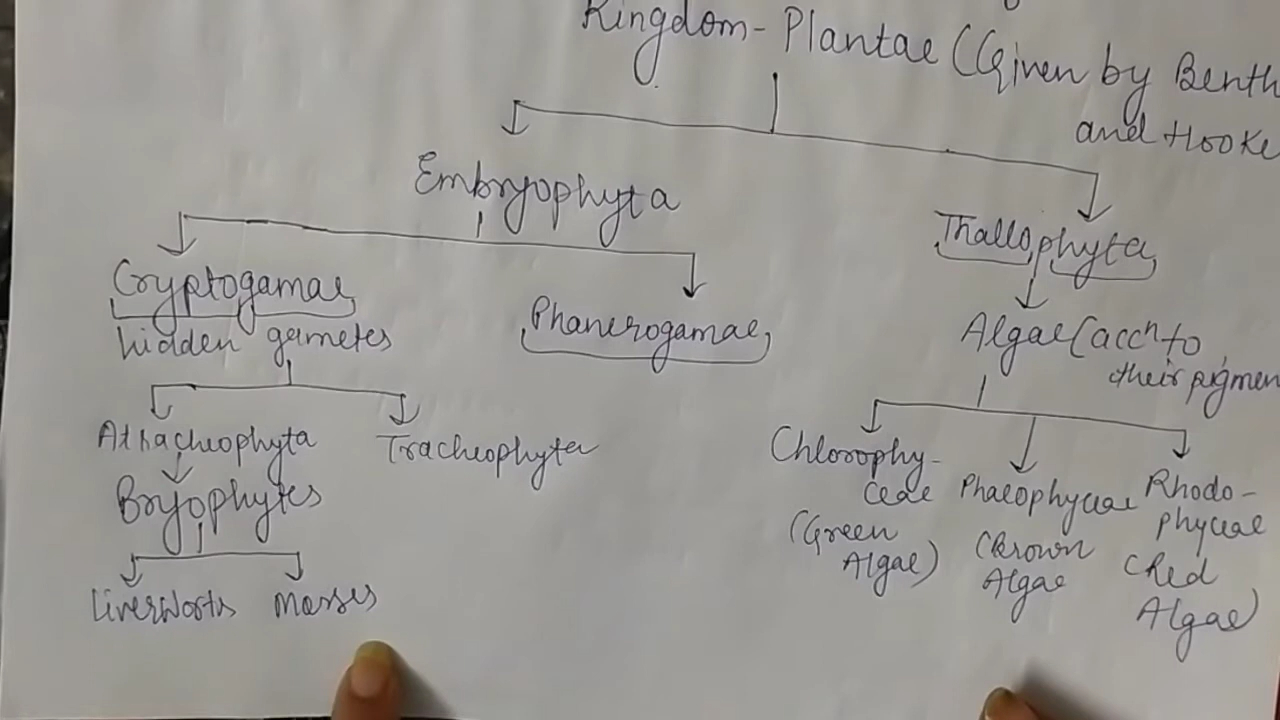 Kingdom - Plantae (Given by Benth
and Hooke
Embryophyta
Thallophyta
Cryptogamae
hidden gametes
Phanerogamae
Algae (accn to
their pigmen
Atracheophyta
Tracheophyta
Bryophytes
Liverworts Mosses
Chlorophy-
ceae
(Green
Algae)
Phaeophyceae
(Brown
Algae
Rhodo-
phyceae
(Red
Algae)